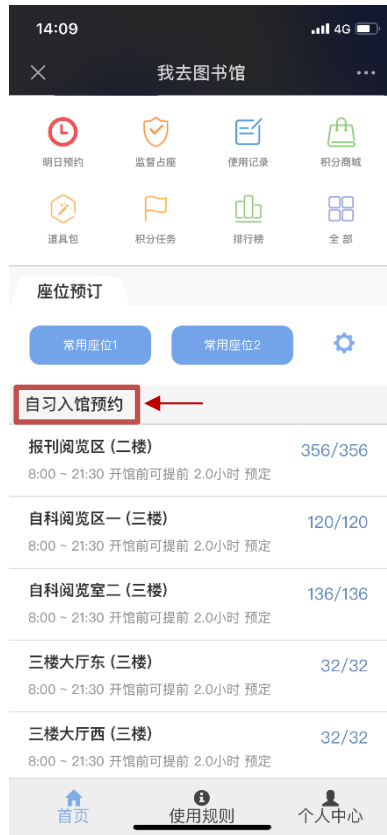 14:09
4G
我去图书馆
明日预约 监督占座 使用记录 积分商城
道具包 积分任务 排行榜 全 部
座位预订
常用座位1 常用座位2
自习入馆预约
报刊阅览区 (二楼) 356/356
8:00 ~ 21:30 开馆前可提前 2.0小时 预定
自科阅览区一 (三楼) 120/120
8:00 ~ 21:30 开馆前可提前 2.0小时 预定
自科阅览室二 (三楼) 136/136
8:00 ~ 21:30 开馆前可提前 2.0小时 预定
三楼大厅东 (三楼) 32/32
8:00 ~ 21:30 开馆前可提前 2.0小时 预定
三楼大厅西 (三楼) 32/32
8:00 ~ 21:30 开馆前可提前 2.0小时 预定
首页 使用规则 个人中心